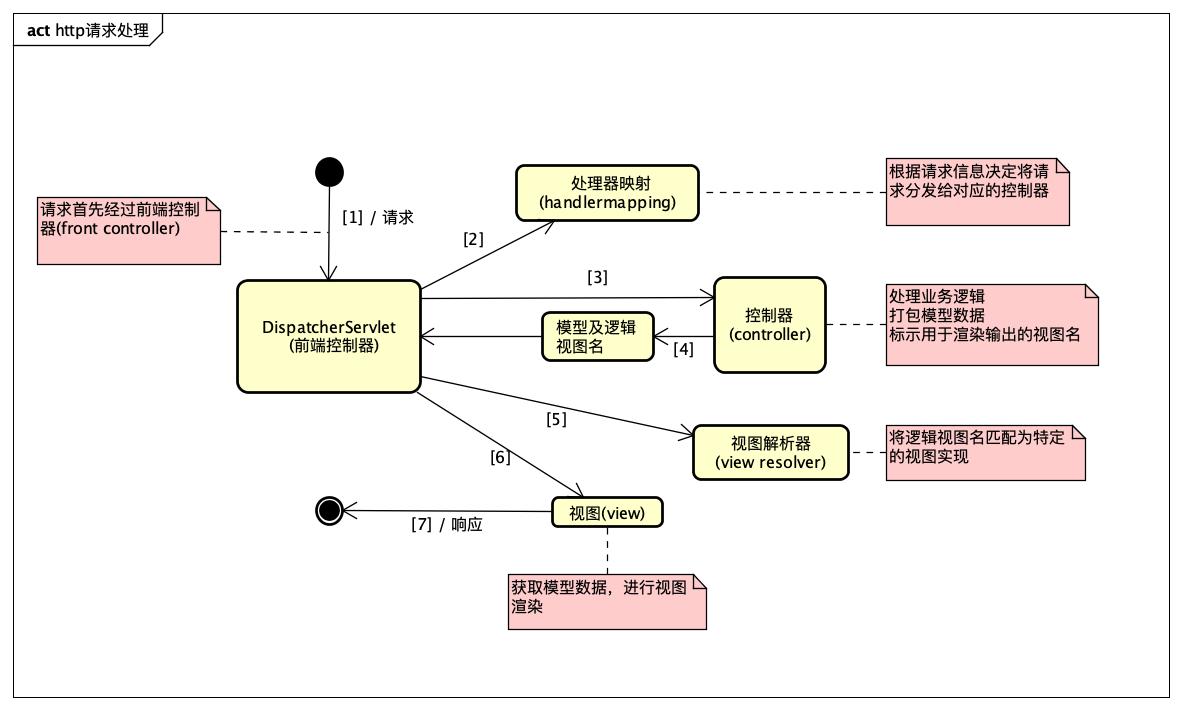 act http请求处理
请求首先经过前端控制
器(front controller)
[1] / 请求
处理器映射
(handlermapping)
根据请求信息决定将请
求分发给对应的控制器
[2]
[3]
DispatcherServlet
(前端控制器)
模型及逻辑
视图名
[4]
控制器
(controller)
处理业务逻辑
打包模型数据
标示用于渲染输出的视图名
[5]
视图解析器
(view resolver)
将逻辑视图名匹配为特定
的视图实现
[6]
视图(view)
[7] / 响应
获取模型数据，进行视图
渲染